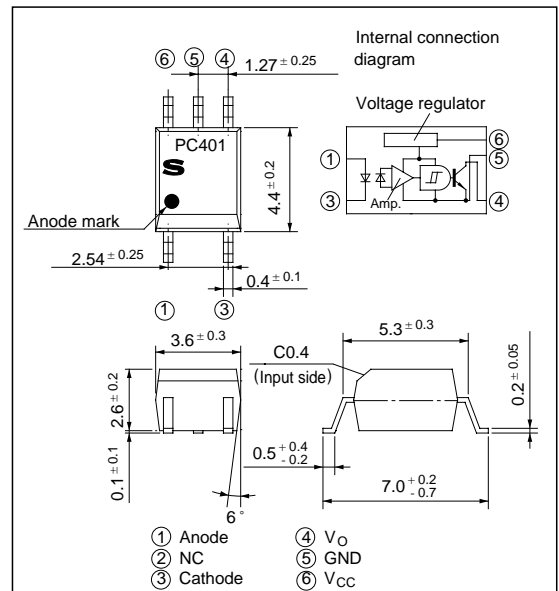 Internal connection
diagram
⑥ ⑤ ④
1.27 ± 0.25
Voltage regulator
PC401
S
①
③
⑥
⑤
④
Amp.
4.4 ± 0.2
Anode mark
2.54 ± 0.25
0.4 ± 0.1
① ③
3.6 ± 0.3
C0.4
(Input side)
5.3 ± 0.3
0.2 ± 0.05
2.6 ± 0.2
0.1 ± 0.1
0.5 + 0.4 - 0.2
7.0 + 0.2 - 0.7
6 °
① Anode ④ VO
② NC ⑤ GND
③ Cathode ⑥ VCC